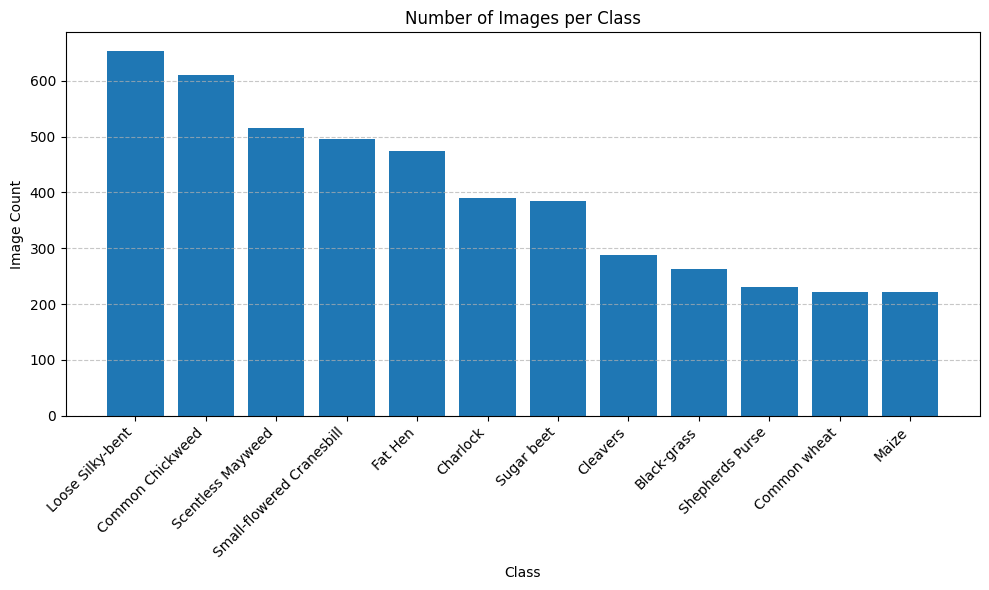 Number of Images per Class
Image Count
600
500
400
300
200
100
0
Loose Silky-bent
Common Chickweed
Scentless Mayweed
Small-flowered Cranesbill
Fat Hen
Charlock
Sugar beet
Cleavers
Black-grass
Shepherds Purse
Common wheat
Maize
Class